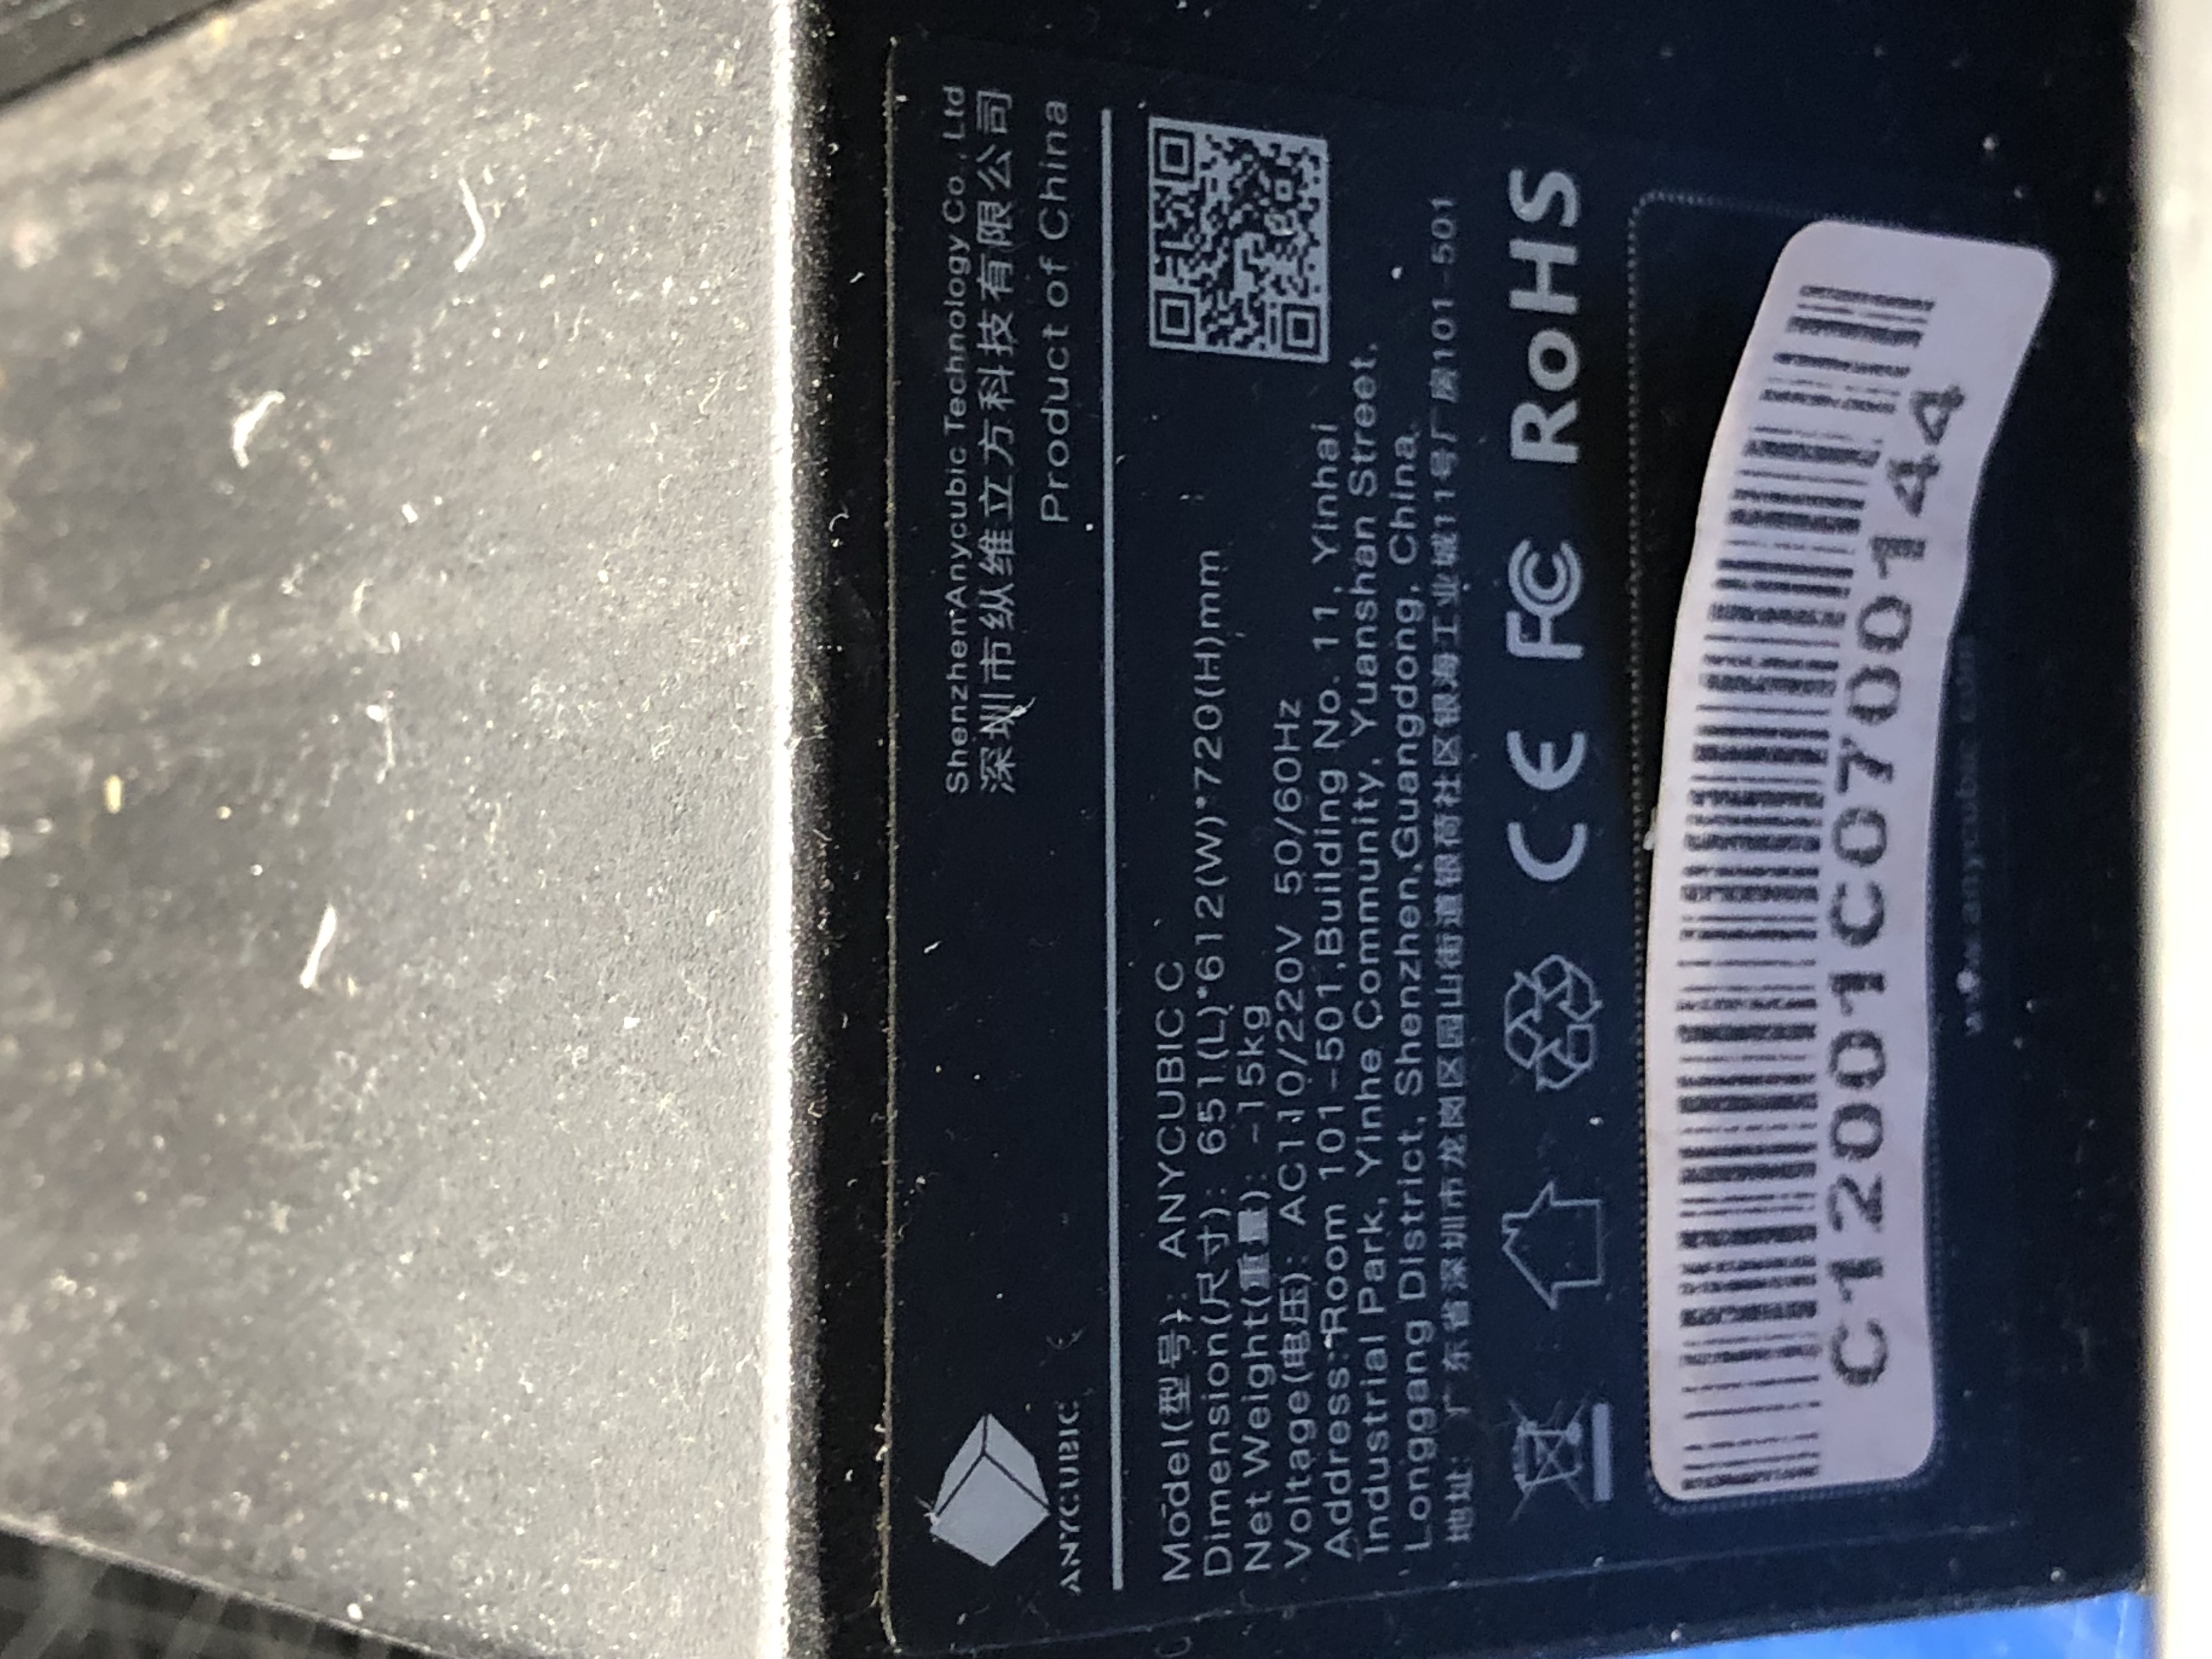 ANYCUBIC
Shenzhen Anycubic Technology Co.,Ltd
深圳市纵维立方科技有限公司
Product of China
Model(型号): ANYCUBIC C
Dimension(尺寸): 651(L)*612(W)*720(H)mm
Net Weight(重量): ~15kg
Voltage(电压): AC110/220V 50/60Hz
Address:Room 101-501,Building No. 11, Yinhai
Industrial Park, Yinhe Community, Yuanshan Street,
Longgang District, Shenzhen,Guangdong, China.
地址: 广东省深圳市龙岗区园山街道银荷社区银海工业城11号厂房101-501
CE FC RoHS
C12001C0700144
www.anycubic.com